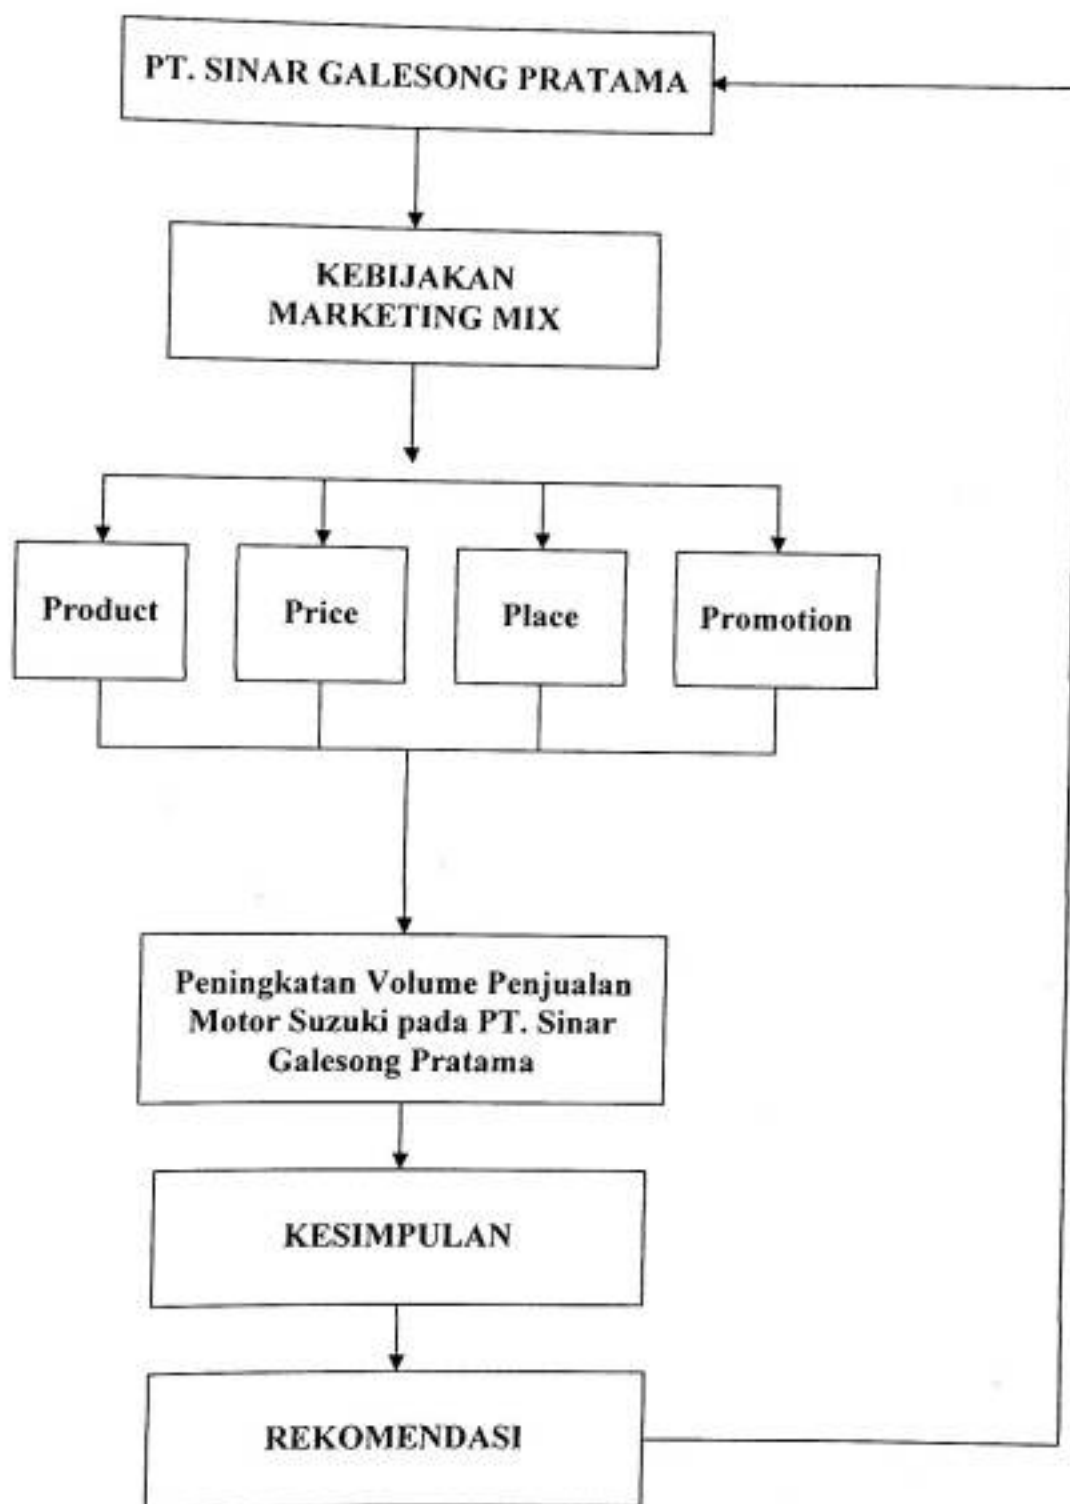 PT. SINAR GALESONG PRATAMA
KEBIJAKAN
MARKETING MIX
Product
Price
Place
Promotion
Peningkatan Volume Penjualan
Motor Suzuki pada PT. Sinar
Galesong Pratama
KESIMPULAN
REKOMENDASI